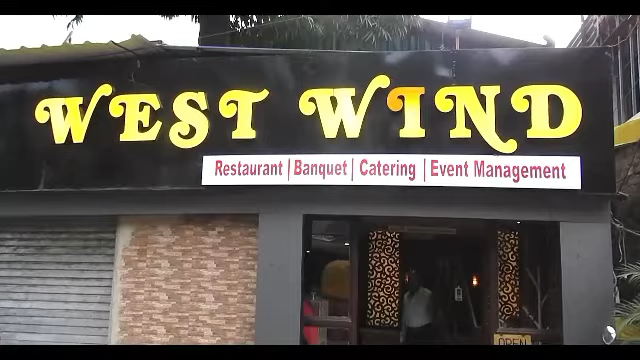 WEST WIND
Restaurant | Banquet | Catering | Event Management
OPEN